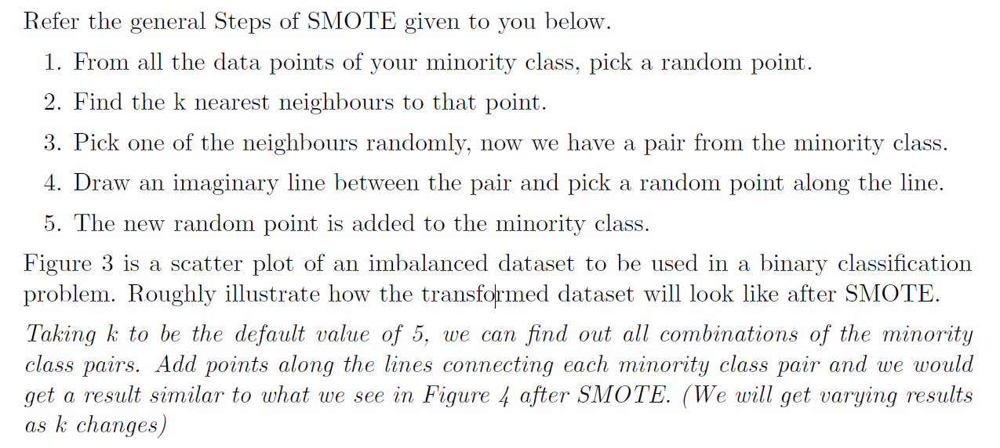 Refer the general Steps of SMOTE given to you below.
1. From all the data points of your minority class, pick a random point.
2. Find the k nearest neighbours to that point.
3. Pick one of the neighbours randomly, now we have a pair from the minority class.
4. Draw an imaginary line between the pair and pick a random point along the line.
5. The new random point is added to the minority class.
Figure 3 is a scatter plot of an imbalanced dataset to be used in a binary classification
problem. Roughly illustrate how the transformed dataset will look like after SMOTE.
Taking k to be the default value of 5, we can find out all combinations of the minority
class pairs. Add points along the lines connecting each minority class pair and we would
get a result similar to what we see in Figure 4 after SMOTE. (We will get varying results
as k changes)